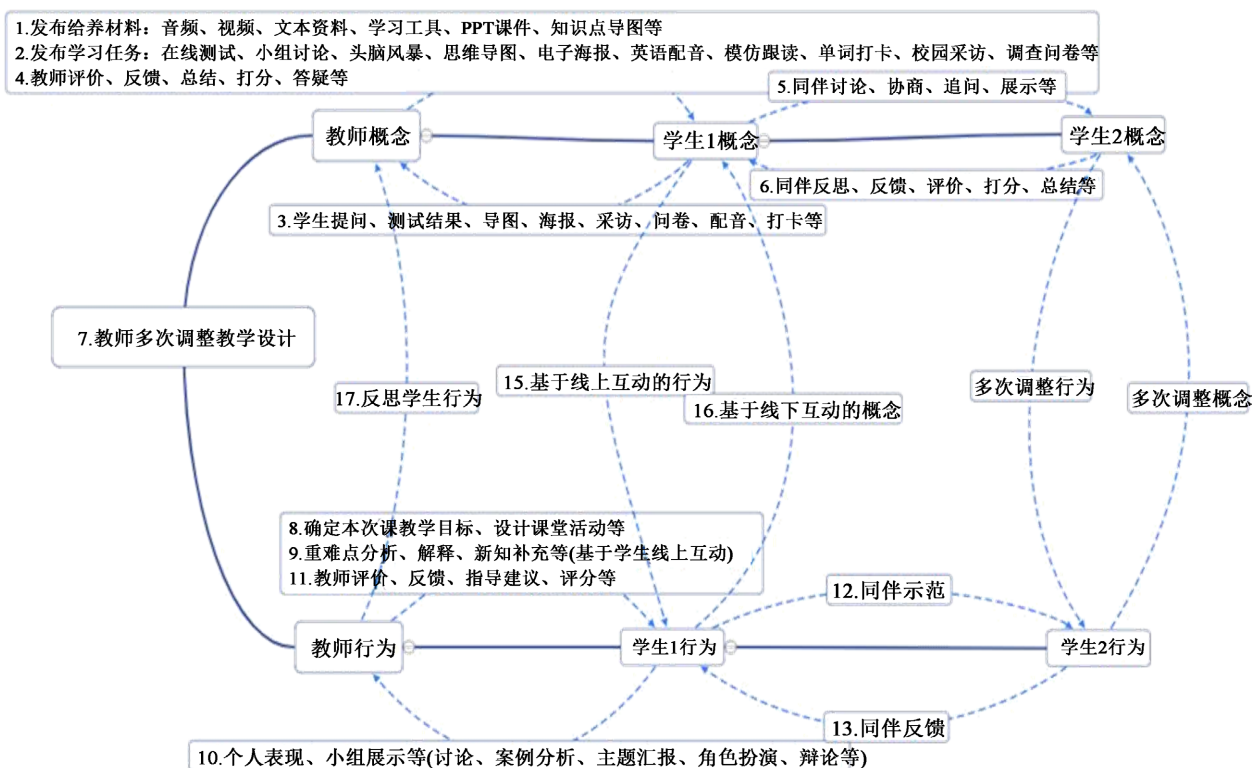 1.发布给养材料：音频、视频、文本资料、学习工具、PPT课件、知识点导图等
2.发布学习任务：在线测试、小组讨论、头脑风暴、思维导图、电子海报、英语配音、模仿跟读、单词打卡、校园采访、调查问卷等
4.教师评价、反馈、总结、打分、答疑等
5.同伴讨论、协商、追问、展示等
教师概念
学生1概念
学生2概念
6.同伴反思、反馈、评价、打分、总结等
3.学生提问、测试结果、导图、海报、采访、问卷、配音、打卡等
7.教师多次调整教学设计
17.反思学生行为
15.基于线上互动的行为
16.基于线下互动的概念
多次调整行为
多次调整概念
8.确定本次课教学目标、设计课堂活动等
9.重难点分析、解释、新知补充等(基于学生线上互动)
11.教师评价、反馈、指导建议、评分等
12.同伴示范
教师行为
学生1行为
学生2行为
13.同伴反馈
10.个人表现、小组展示等(讨论、案例分析、主题汇报、角色扮演、辩论等)